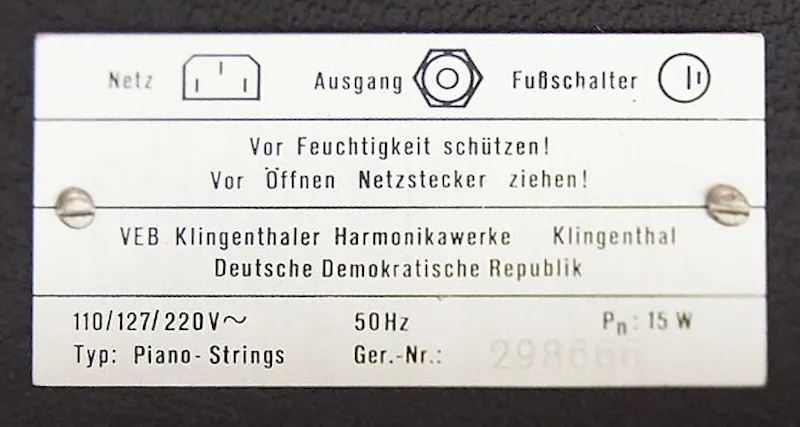 Netz Ausgang Fußschalter
Vor Feuchtigkeit schützen!
Vor Öffnen Netzstecker ziehen!
VEB Klingenthaler Harmonikawerke Klingenthal
Deutsche Demokratische Republik
110/127/220V~ 50Hz Pn: 15 W
Typ: Piano-Strings Ger.-Nr.: